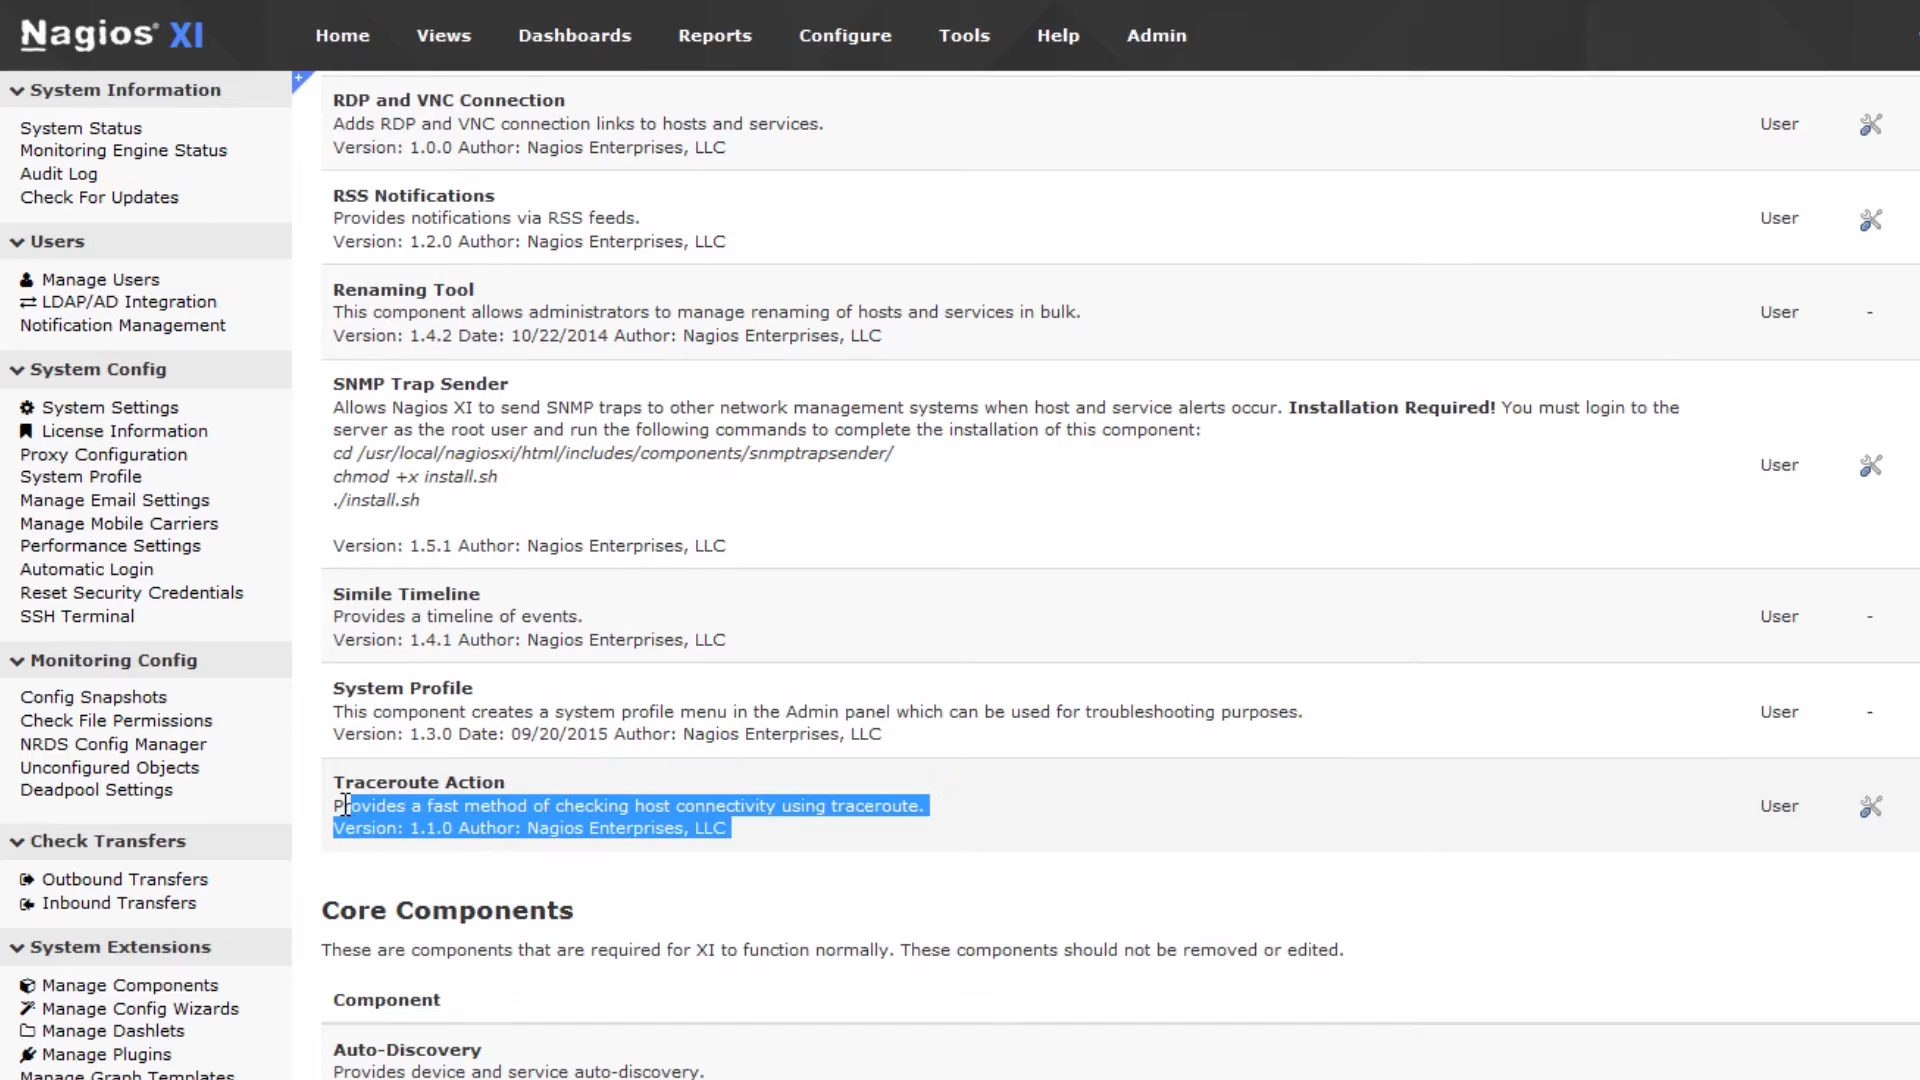 Nagios® XI
Home
Views
Dashboards
Reports
Configure
Tools
Help
Admin
System Information
System Status
Monitoring Engine Status
Audit Log
Check For Updates
Users
Manage Users
LDAP/AD Integration
Notification Management
System Config
System Settings
License Information
Proxy Configuration
System Profile
Manage Email Settings
Manage Mobile Carriers
Performance Settings
Automatic Login
Reset Security Credentials
SSH Terminal
Monitoring Config
Config Snapshots
Check File Permissions
NRDS Config Manager
Unconfigured Objects
Deadpool Settings
Check Transfers
Outbound Transfers
Inbound Transfers
System Extensions
Manage Components
Manage Config Wizards
Manage Dashlets
Manage Plugins
Manage Graph Templates
RDP and VNC Connection
Adds RDP and VNC connection links to hosts and services.
Version: 1.0.0 Author: Nagios Enterprises, LLC
User
RSS Notifications
Provides notifications via RSS feeds.
Version: 1.2.0 Author: Nagios Enterprises, LLC
User
Renaming Tool
This component allows administrators to manage renaming of hosts and services in bulk.
Version: 1.4.2 Date: 10/22/2014 Author: Nagios Enterprises, LLC
User
-
SNMP Trap Sender
Allows Nagios XI to send SNMP traps to other network management systems when host and service alerts occur. Installation Required! You must login to the
server as the root user and run the following commands to complete the installation of this component:
cd /usr/local/nagiosxi/html/includes/components/snmptrapsender/
chmod +x install.sh
./install.sh
Version: 1.5.1 Author: Nagios Enterprises, LLC
User
Simile Timeline
Provides a timeline of events.
Version: 1.4.1 Author: Nagios Enterprises, LLC
User
-
System Profile
This component creates a system profile menu in the Admin panel which can be used for troubleshooting purposes.
Version: 1.3.0 Date: 09/20/2015 Author: Nagios Enterprises, LLC
User
-
Traceroute Action
Provides a fast method of checking host connectivity using traceroute.
Version: 1.1.0 Author: Nagios Enterprises, LLC
User
Core Components
These are components that are required for XI to function normally. These components should not be removed or edited.
Component
Auto-Discovery
Provides device and service auto-discovery.